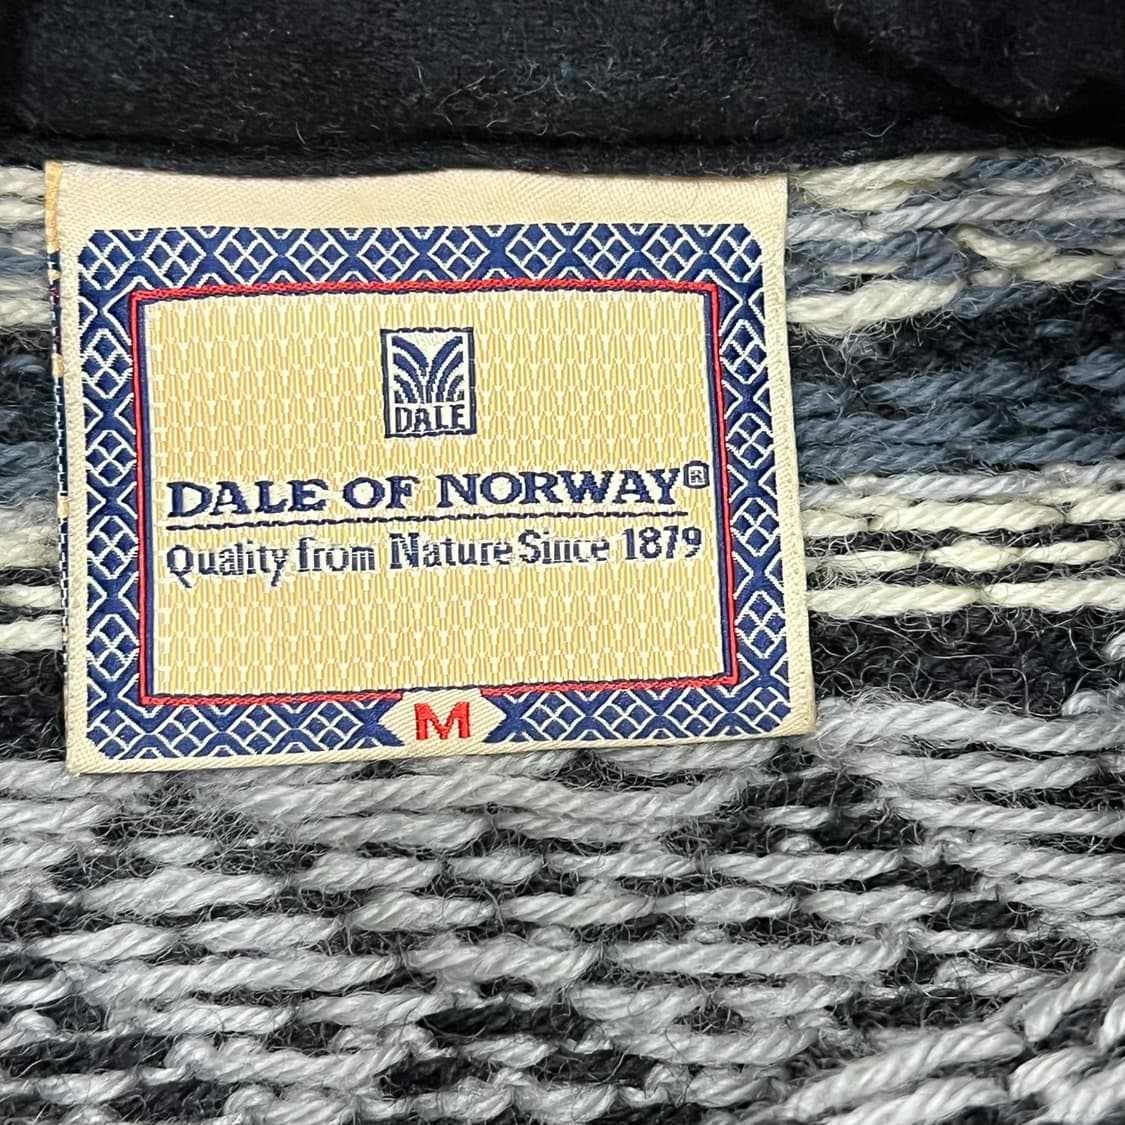 DALE
DALE OF NORWAY®
Quality from Nature Since 1879
M